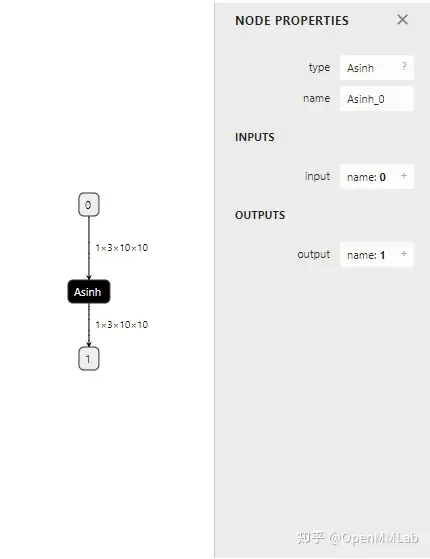 NODE PROPERTIES ×
type Asinh ?
name Asinh_0
INPUTS
input name: 0 +
OUTPUTS
output name: 1 +
0
1×3×10×10
Asinh
1×3×10×10
1
知乎 @OpenMMLab